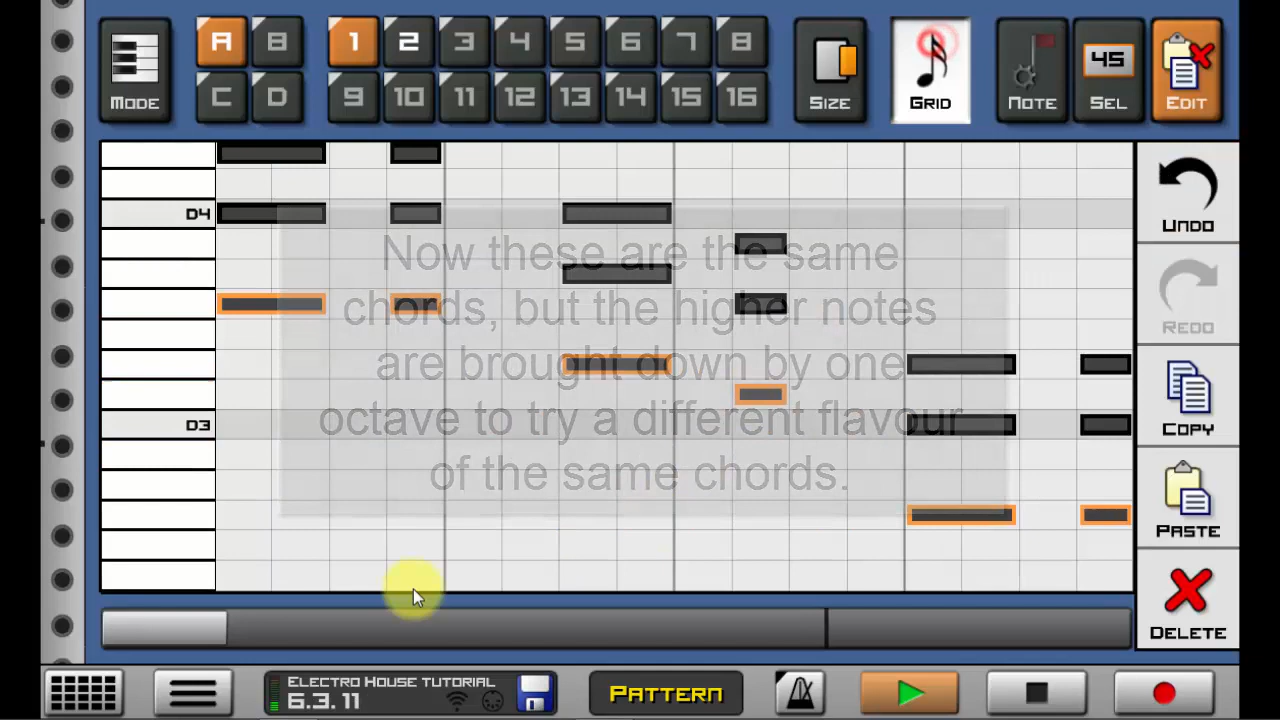 MODE
A B
C D
1 2 3 4 5 6 7 8
9 10 11 12 13 14 15 16
SIZE
GRID
NOTE
45
SEL
EDIT
D4
D3
Now these are the same
chords, but the higher notes
are brought down by one
octave to try a different flavour
of the same chords.
UNDO
REDO
COPY
PASTE
DELETE
ELECTRO HOUSE TUTORIAL
6.3.11
PATTERN